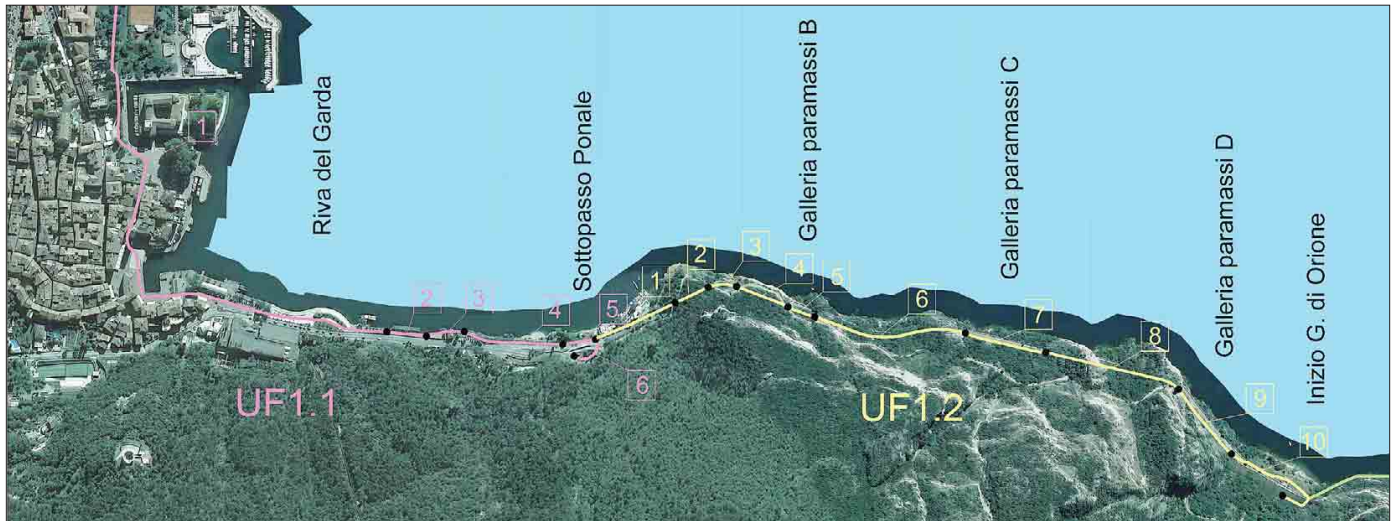 Riva del Garda
Sottopasso Ponale
Galleria paramassi B
Galleria paramassi C
Galleria paramassi D
Inizio G. di Orione
1
2
3
4
5
6
UF1.1
1
2
3
4
5
6
7
8
9
10
UF1.2